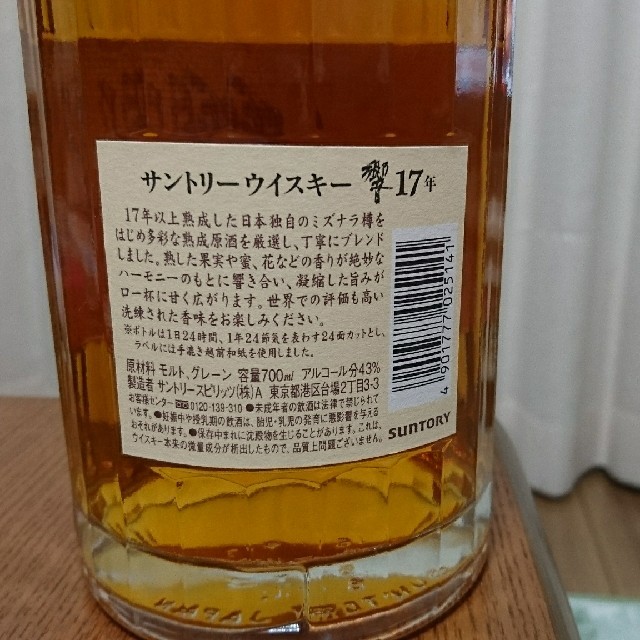 サントリーウイスキー 響 17年
17年以上熟成した日本独自のミズナラ樽を
はじめ多彩な熟成原酒を厳選し、丁寧にブレンド
しました。熟した果実や蜜、花などの香りが絶妙な
ハーモニーのもとに響き合い、凝縮した旨みが
口一杯に甘く広がります。世界での評価も高い
洗練された香味をお楽しみください。
※ボトルは1日24時間、1年24節気を表わす24面カットとし、
ラベルには手漉き越前和紙を使用しました。
原材料 モルト、グレーン 容量700ml アルコール分43%
製造者 サントリースピリッツ(株)A 東京都港区台場2丁目3-3
お客様センター 0120-139-310 ●未成年者の飲酒は法律で禁じられて
います。●妊娠中や授乳期の飲酒は、胎児・乳児の発育に悪影響を与える
おそれがあります。●保存中まれに沈殿物を生じることがあります。これは、
ウイスキー本来の微量成分が析出したもので、品質上問題ございません。
SUNTORY
4 901777 025141